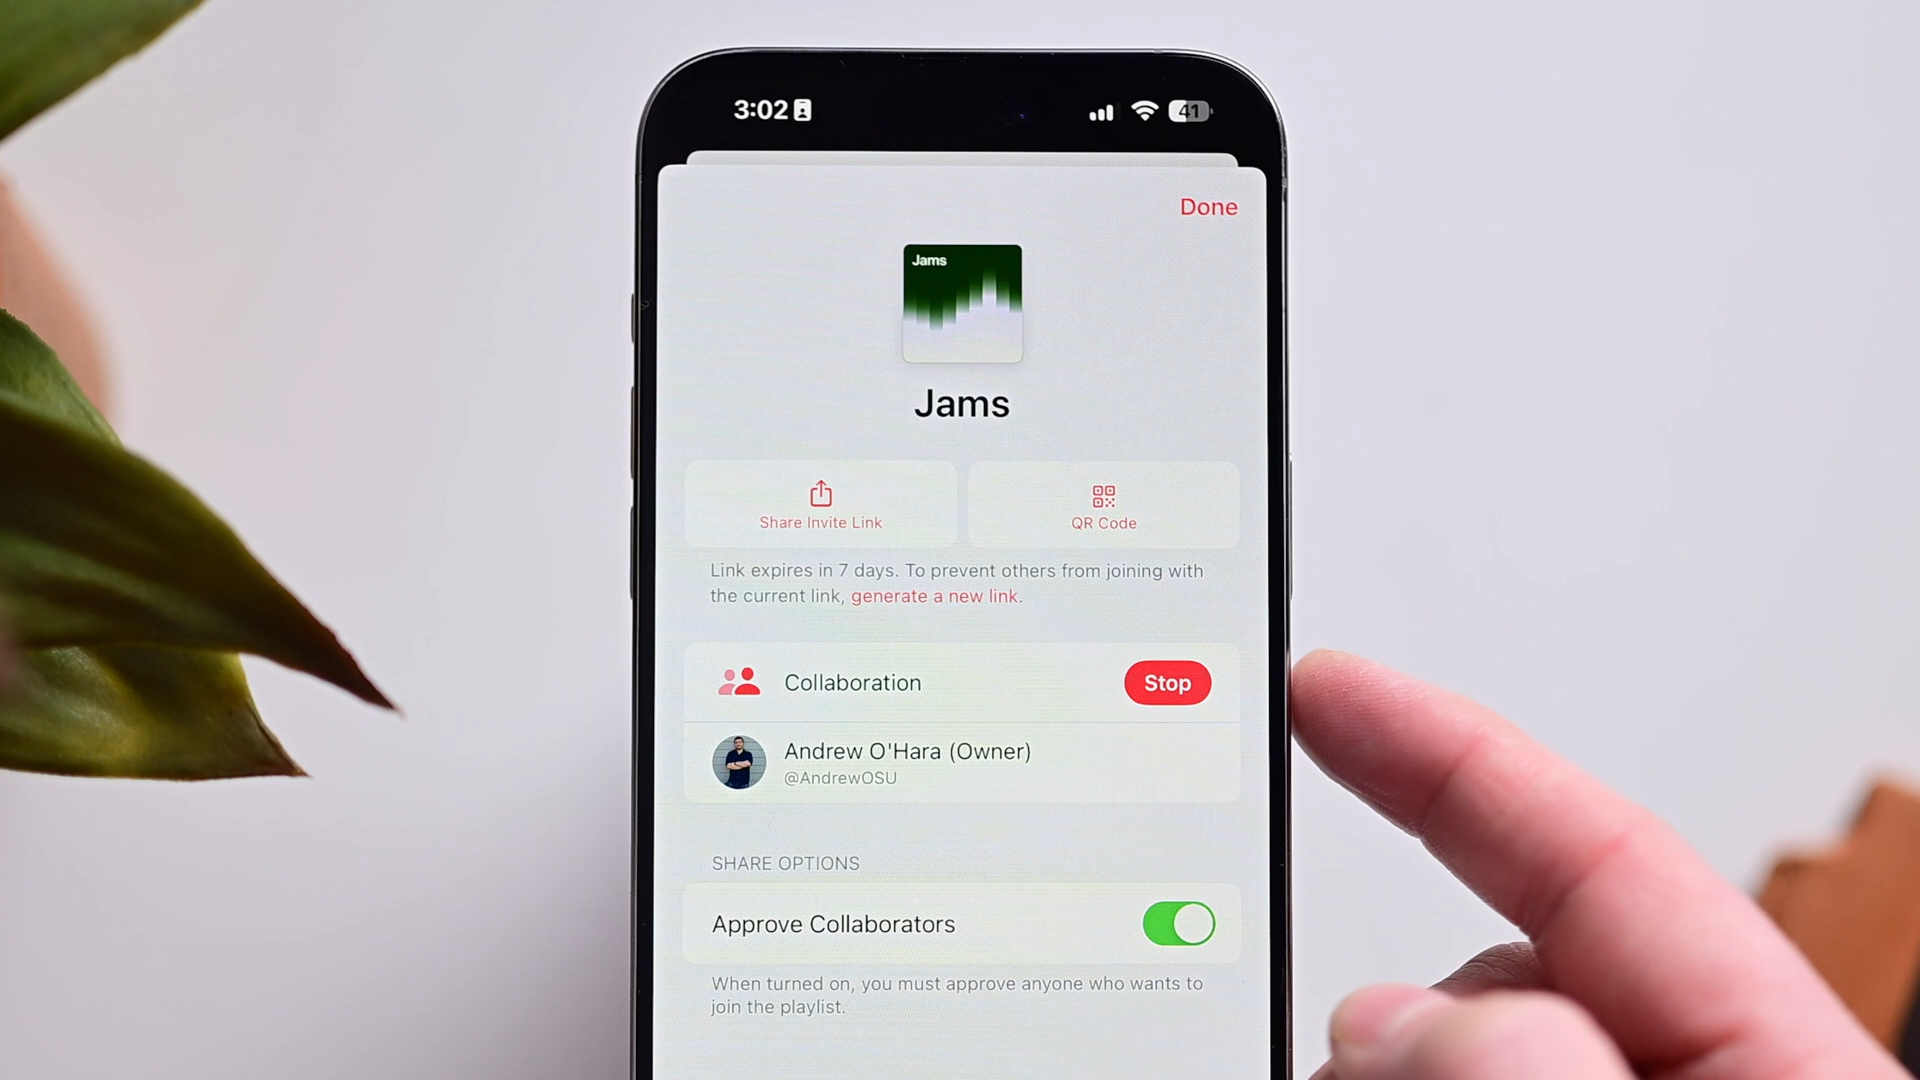 3:02
41
Done
Jams
Jams
Share Invite Link
QR Code
Link expires in 7 days. To prevent others from joining with
the current link, generate a new link.
Collaboration
Stop
Andrew O'Hara (Owner)
@AndrewOSU
SHARE OPTIONS
Approve Collaborators
When turned on, you must approve anyone who wants to
join the playlist.